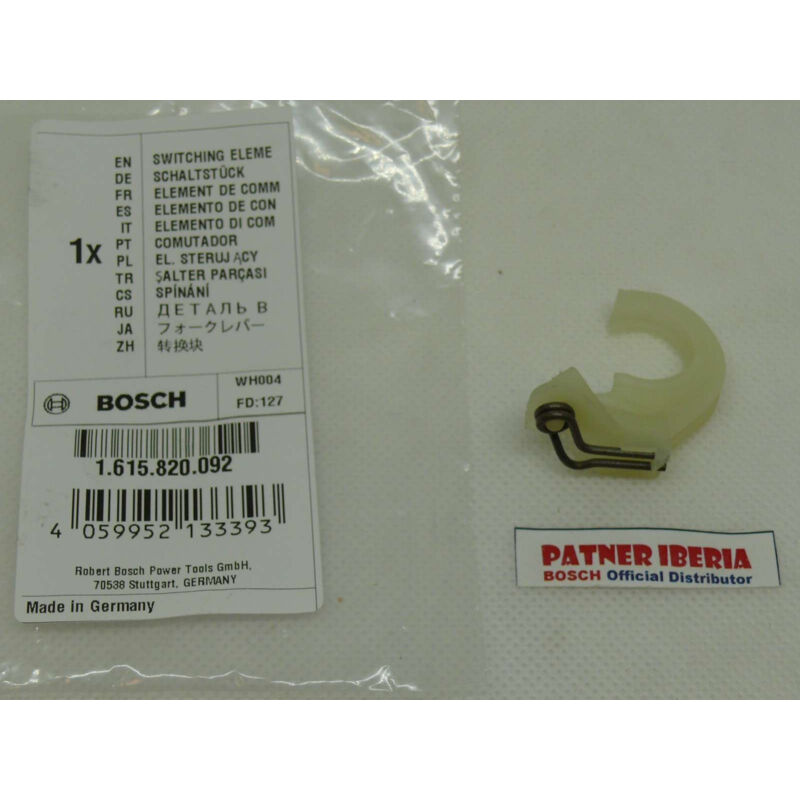 1x
EN SWITCHING ELEME
DE SCHALTSTÜCK
FR ELEMENT DE COMM
ES ELEMENTO DE CON
IT ELEMENTO DI COM
PT COMUTADOR
PL EL. STERUJĄCY
TR ŞALTER PARÇASI
CS SPÍNÁNÍ
RU ДЕТАЛЬ В
JA フォークレバー
ZH 转换块
BOSCH
WH004
FD:127
1.615.820.092
4 059952 133393
Robert Bosch Power Tools GmbH,
70538 Stuttgart, GERMANY
Made in Germany
PATNER IBERIA
BOSCH Official Distributor